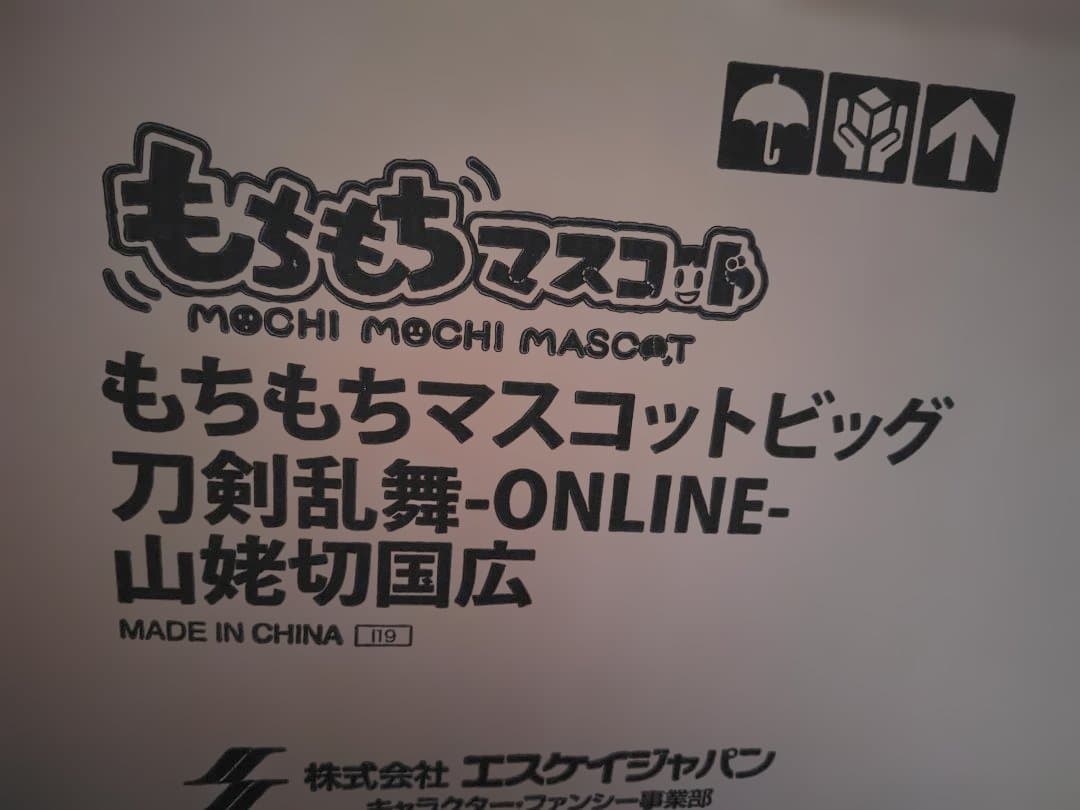 もちもちマスコット
MOCHI MOCHI MASCOT
もちもちマスコットビッグ
刀剣乱舞-ONLINE-
山姥切国広
MADE IN CHINA I19
株式会社 エスケイジャパン
キャラクター・ファンシー事業部